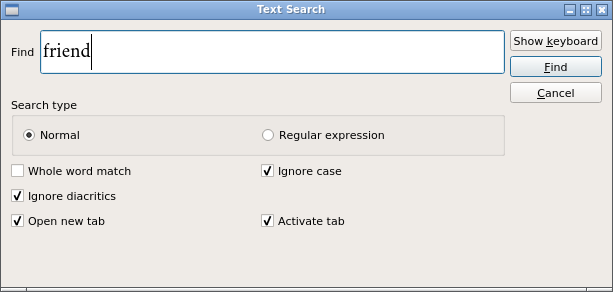 Text Search
Find friend
Show keyboard
Find
Cancel
Search type
Normal Regular expression
Whole word match Ignore case
Ignore diacritics
Open new tab Activate tab